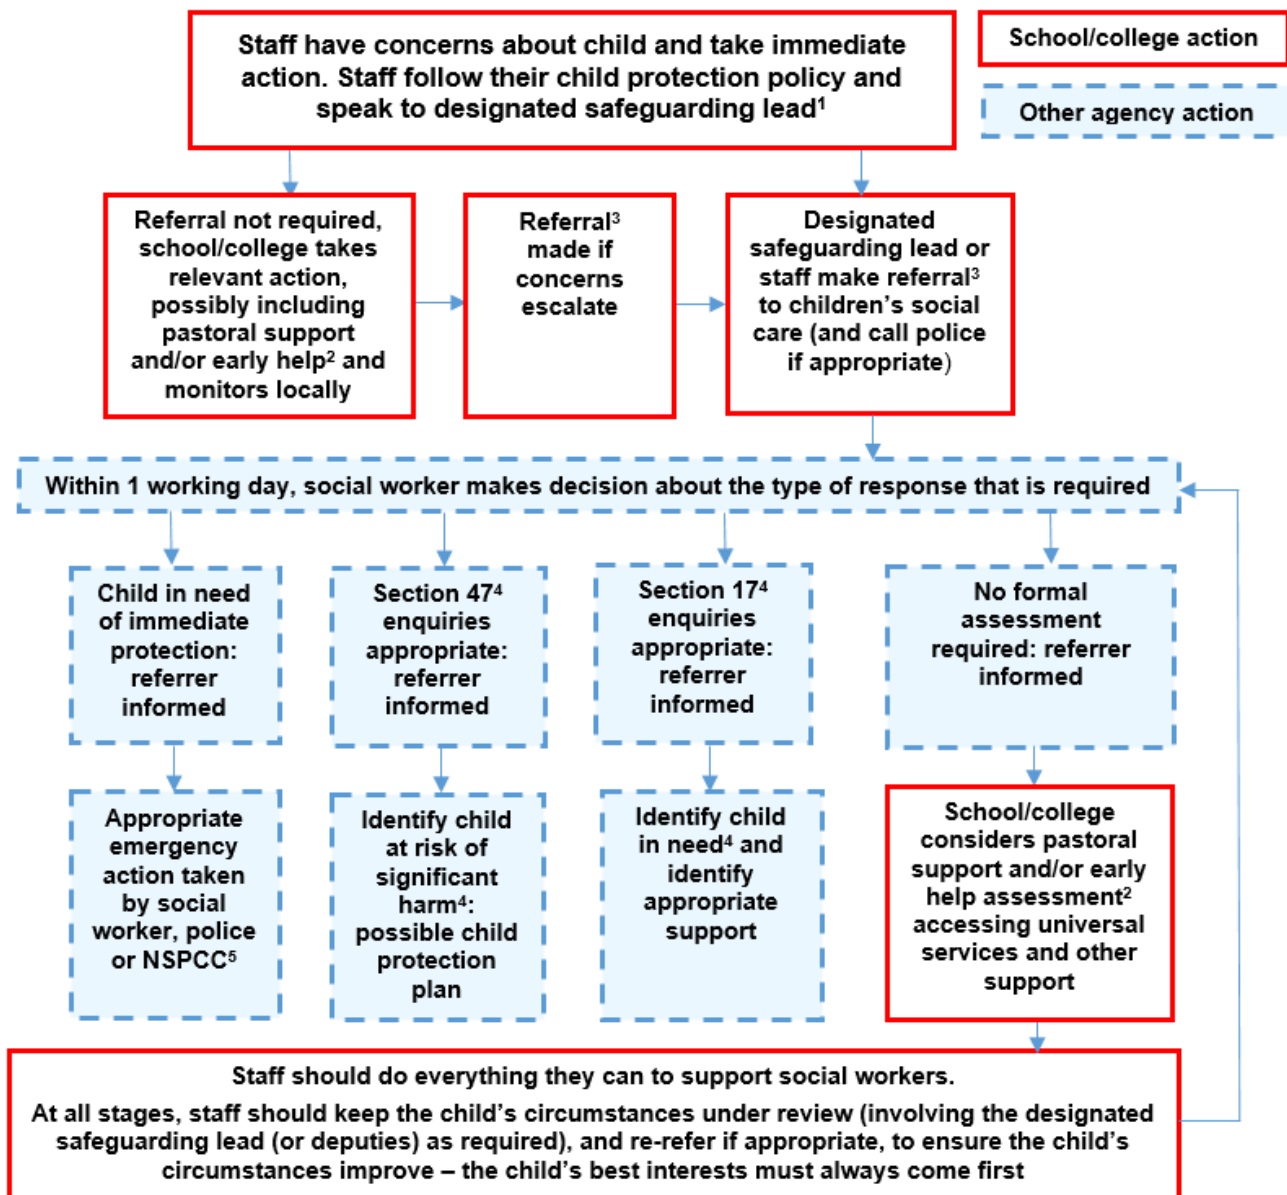 Staff have concerns about child and take immediate
action. Staff follow their child protection policy and
speak to designated safeguarding lead¹
School/college action
Other agency action
Referral not required,
school/college takes
relevant action,
possibly including
pastoral support
and/or early help² and
monitors locally
Referral³
made if
concerns
escalate
Designated
safeguarding lead or
staff make referral³
to children’s social
care (and call police
if appropriate)
Within 1 working day, social worker makes decision about the type of response that is required
Child in need
of immediate
protection:
referrer
informed
Section 47⁴
enquiries
appropriate:
referrer
informed
Section 17⁴
enquiries
appropriate:
referrer
informed
No formal
assessment
required: referrer
informed
Appropriate
emergency
action taken
by social
worker, police
or NSPCC⁵
Identify child
at risk of
significant
harm⁴:
possible child
protection
plan
Identify child
in need⁴ and
identify
appropriate
support
School/college
considers pastoral
support and/or early
help assessment²
accessing universal
services and other
support
Staff should do everything they can to support social workers.
At all stages, staff should keep the child’s circumstances under review (involving the designated
safeguarding lead (or deputies) as required), and re-refer if appropriate, to ensure the child’s
circumstances improve – the child’s best interests must always come first